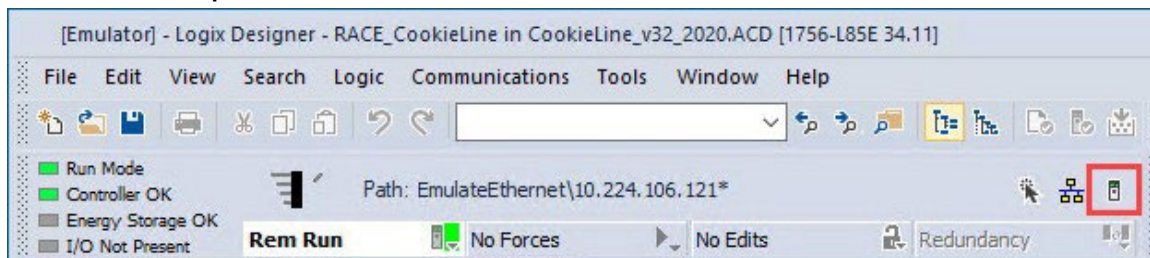 [Emulator] - Logix Designer - RACE_CookieLine in CookieLine_v32_2020.ACD [1756-L85E 34.11]
File Edit View Search Logic Communications Tools Window Help
Run Mode
Controller OK
Energy Storage OK
I/O Not Present
Path: EmulateEthernet\10.224.106.121*
Rem Run No Forces No Edits Redundancy